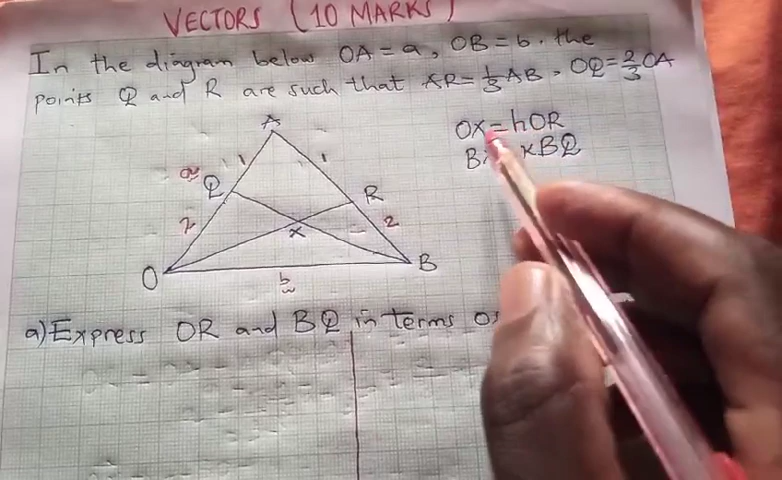 VECTORS (10 MARKS)
In the diagram below OA = a, OB = b. the
points Q and R are such that AR = 1/3 AB, OQ = 2/3 OA
OX = hOR
KBQ
A
1
1
a
Q
R
2
2
X
O
B
b
a) Express OR and BQ in terms